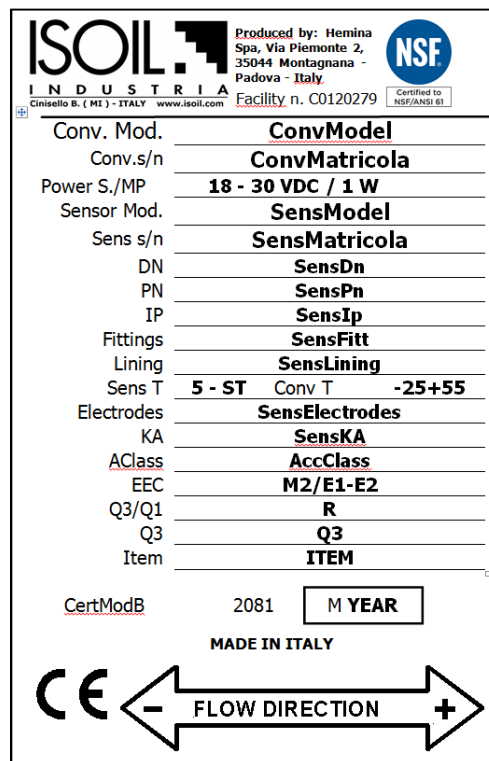 ISOIL
INDUSTRIA
Cinisello B. ( MI ) - ITALY www.isoil.com
Produced by: Hemina
Spa, Via Piemonte 2,
35044 Montagnana -
Padova - Italy
Facility n. C0120279
NSF
Certified to
NSF/ANSI 61
Conv. Mod. ConvModel
Conv.s/n ConvMatricola
Power S./MP 18 - 30 VDC / 1 W
Sensor Mod. SensModel
Sens s/n SensMatricola
DN SensDn
PN SensPn
IP SensIp
Fittings SensFitt
Lining SensLining
Sens T 5 - ST Conv T -25+55
Electrodes SensElectrodes
KA SensKA
AClass AccClass
EEC M2/E1-E2
Q3/Q1 R
Q3 Q3
Item ITEM
CertModB 2081 M YEAR
MADE IN ITALY
CE - FLOW DIRECTION +